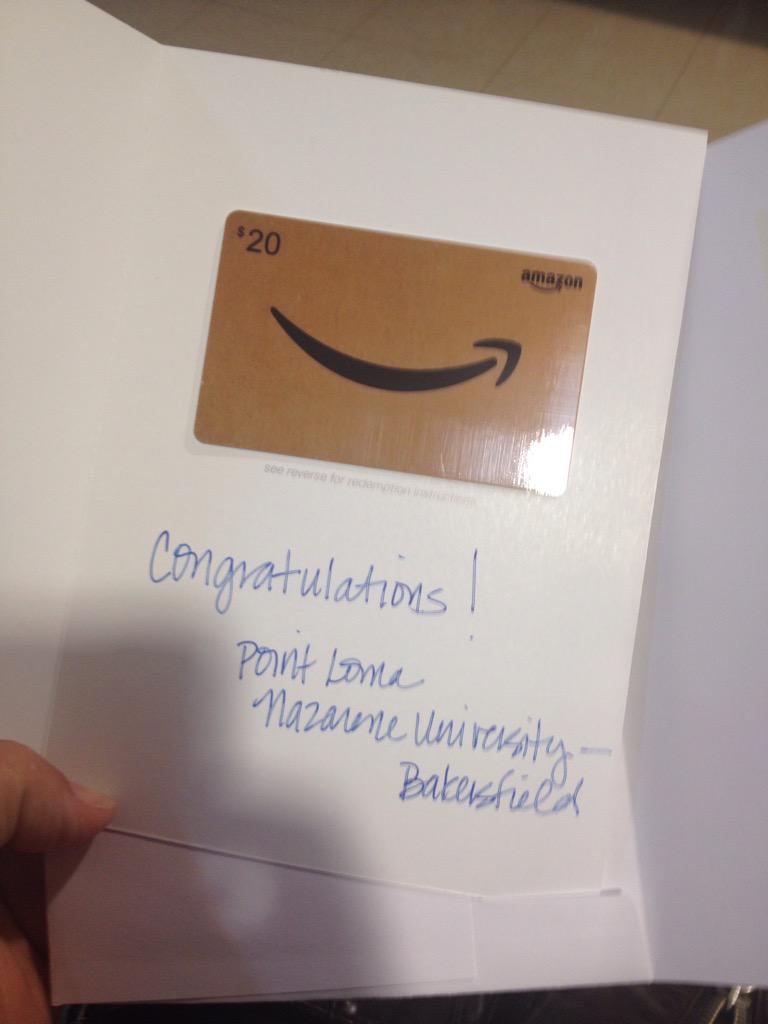 $20
amazon
see reverse for redemption instructions
Congratulations!
Point Loma
Nazarene University—
Bakersfield